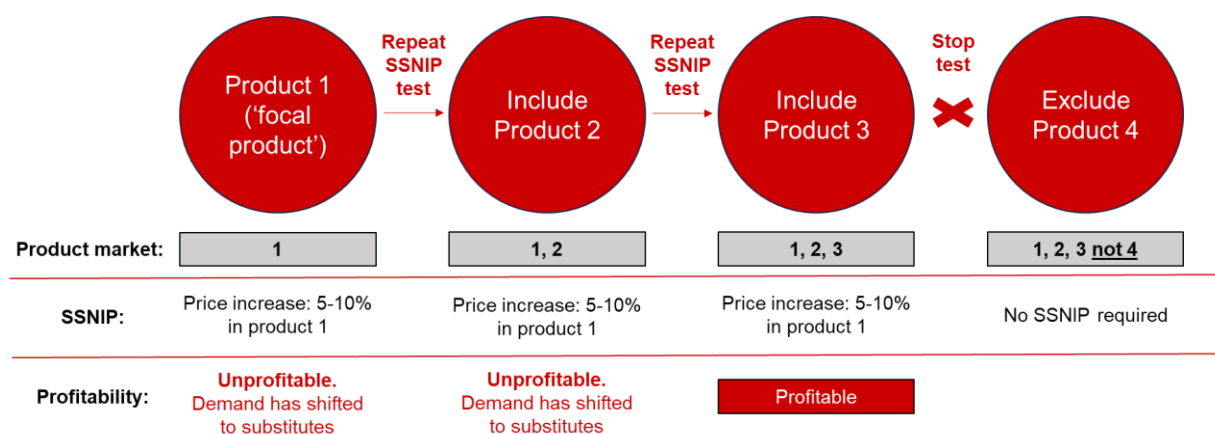 Product 1
(‘focal
product’)
Repeat
SSNIP
test
Include
Product 2
Repeat
SSNIP
test
Include
Product 3
Stop
test
Exclude
Product 4
Product market:
1
1, 2
1, 2, 3
1, 2, 3 not 4
SSNIP:
Price increase: 5-10%
in product 1
Price increase: 5-10%
in product 1
Price increase: 5-10%
in product 1
No SSNIP required
Profitability:
Unprofitable.
Demand has shifted
to substitutes
Unprofitable.
Demand has shifted
to substitutes
Profitable